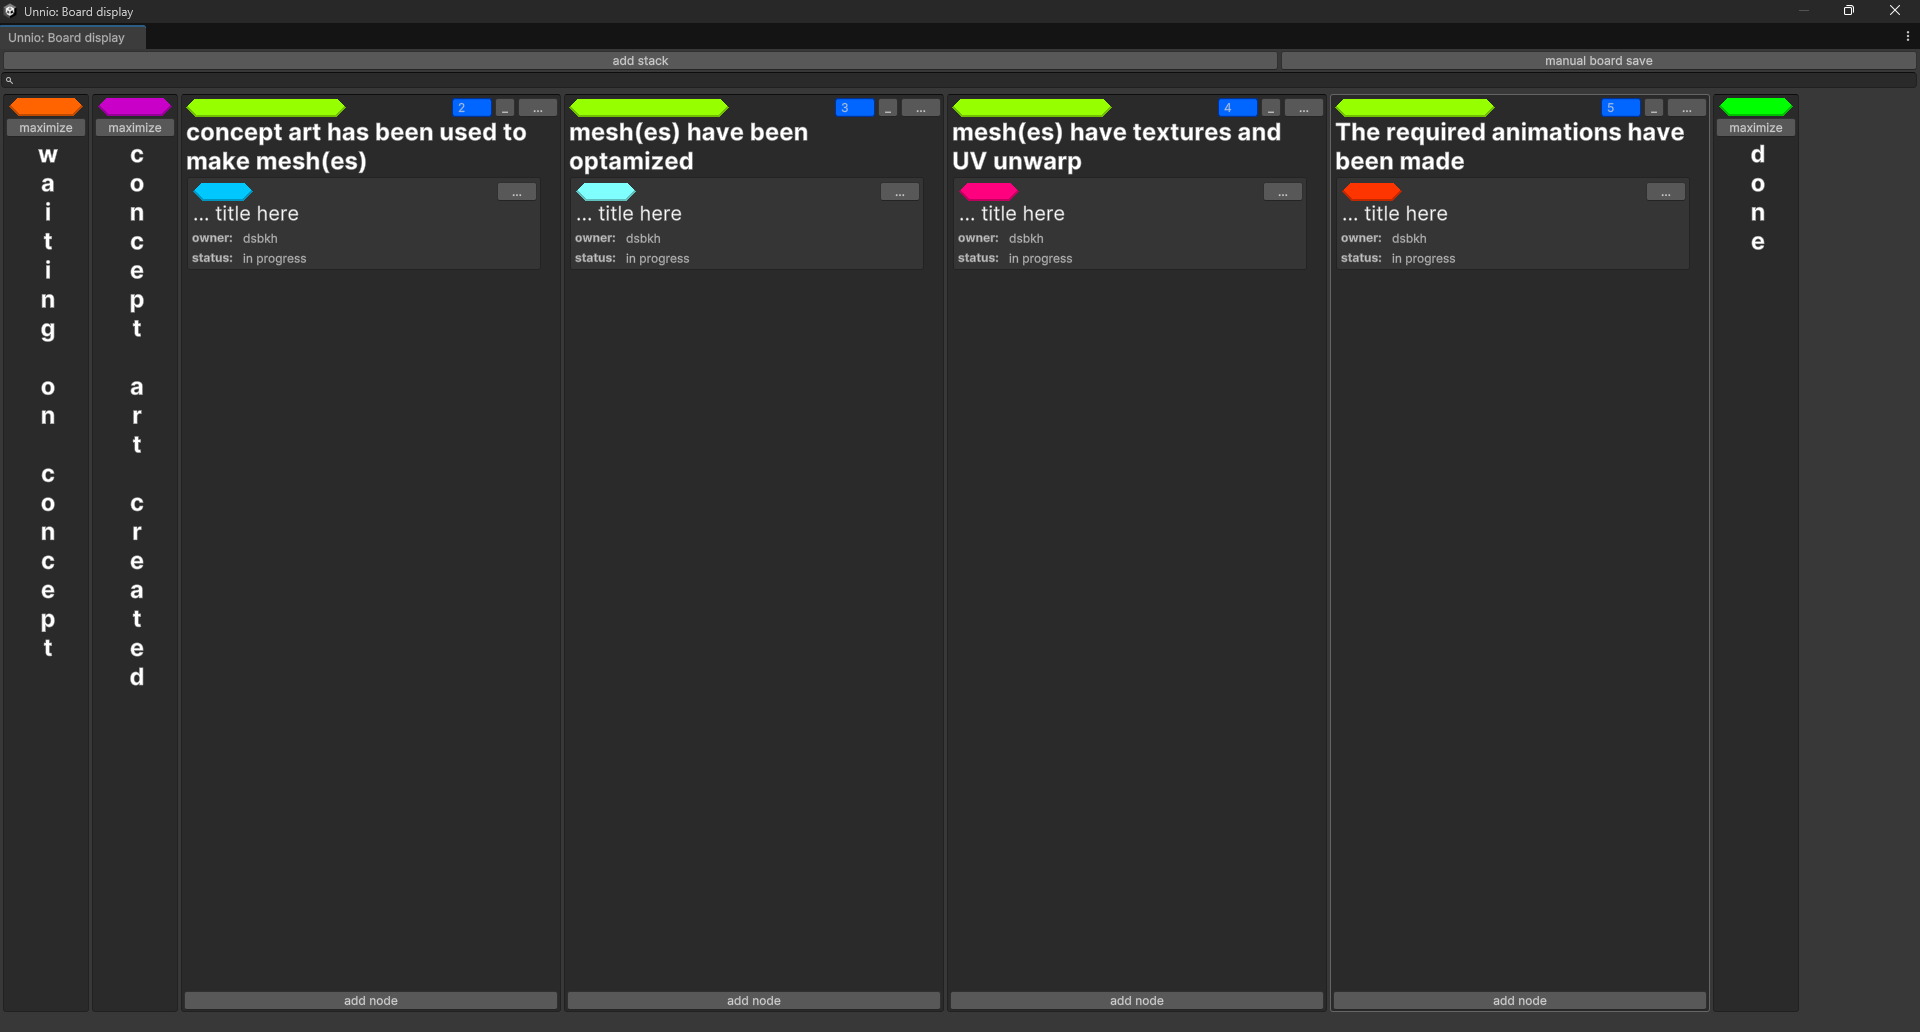 Unnio: Board display
Unnio: Board display
add stack
manual board save
maximize
waiting on concept
maximize
concept art created
2
_
...
concept art has been used to
make mesh(es)
...
... title here
owner: dsbkh
status: in progress
add node
3
_
...
mesh(es) have been
optamized
...
... title here
owner: dsbkh
status: in progress
add node
4
_
...
mesh(es) have textures and
UV unwarp
...
... title here
owner: dsbkh
status: in progress
add node
5
_
...
The required animations have
been made
...
... title here
owner: dsbkh
status: in progress
add node
maximize
done